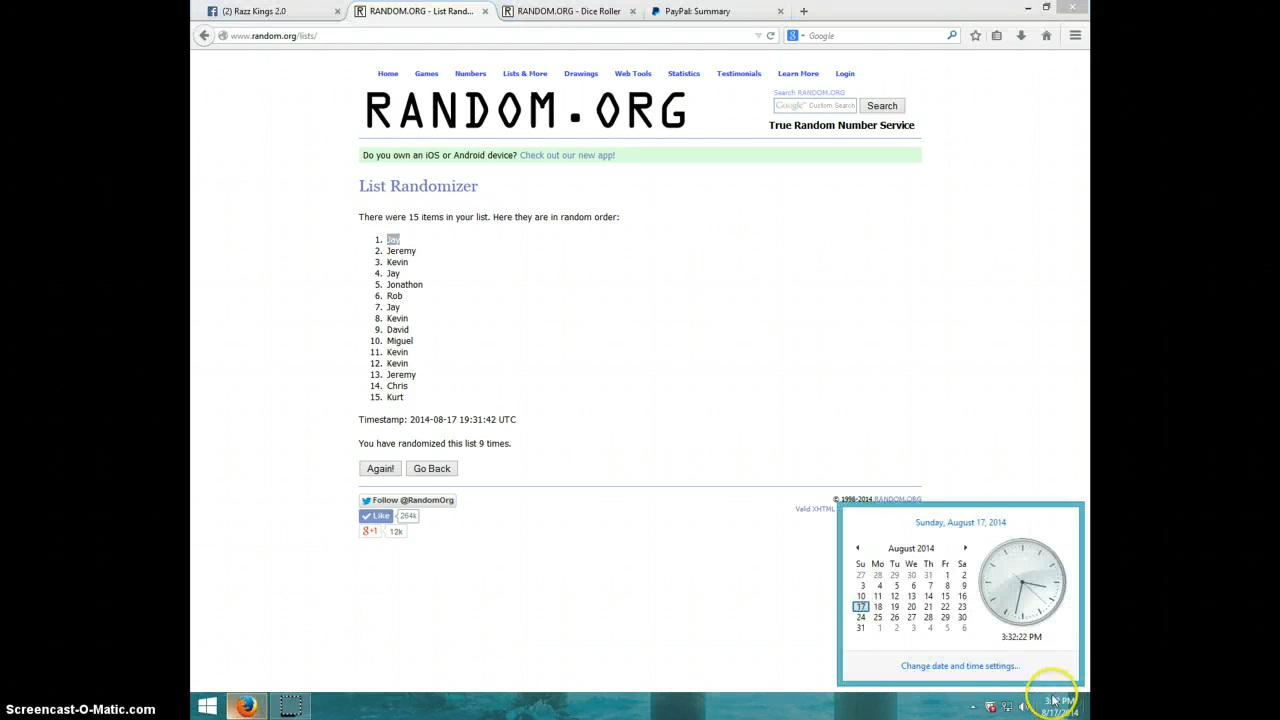 (2) Razz Kings 2.0
RANDOM.ORG - List Rand...
RANDOM.ORG - Dice Roller
PayPal: Summary
www.random.org/lists/
Google
Home Games Numbers Lists & More Drawings Web Tools Statistics Testimonials Learn More Login
RANDOM.ORG
Search RANDOM.ORG
Google™ Custom Search Search
True Random Number Service
Do you own an iOS or Android device? Check out our new app!
List Randomizer
There were 15 items in your list. Here they are in random order:
1. Jay
2. Jeremy
3. Kevin
4. Jay
5. Jonathon
6. Rob
7. Jay
8. Kevin
9. David
10. Miguel
11. Kevin
12. Kevin
13. Jeremy
14. Chris
15. Kurt
Timestamp: 2014-08-17 19:31:42 UTC
You have randomized this list 9 times.
Again! Go Back
Follow @RandomOrg
Like 264k
g+1 12k
© 1998-2014 RANDOM.ORG
Valid XHTML
Sunday, August 17, 2014
August 2014
Su Mo Tu We Th Fr Sa
27 28 29 30 31 1 2
3 4 5 6 7 8 9
10 11 12 13 14 15 16
17 18 19 20 21 22 23
24 25 26 27 28 29 30
31 1 2 3 4 5 6
3:32:22 PM
Change date and time settings...
PM
8/17/2014
Screencast-O-Matic.com